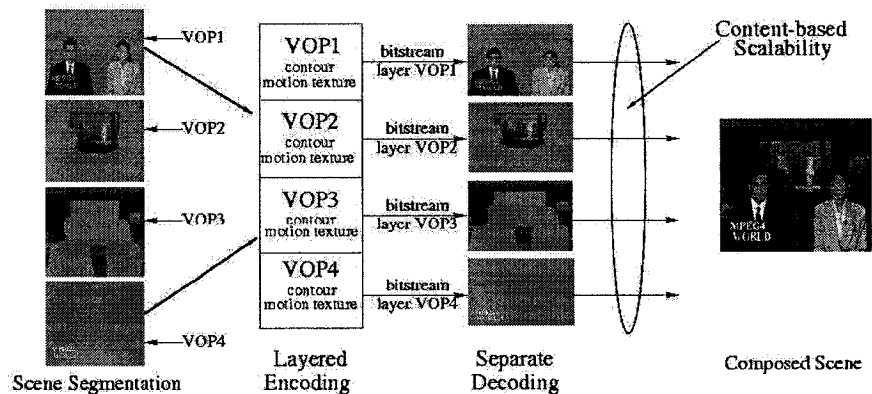 VOP1
VOP2
VOP3
VOP4
Scene Segmentation
VOP1
contour
motion texture
VOP2
contour
motion texture
VOP3
contour
motion texture
VOP4
contour
motion texture
Layered
Encoding
bitstream
layer VOP1
bitstream
layer VOP2
bitstream
layer VOP3
bitstream
layer VOP4
Separate
Decoding
Content-based
Scalability
MPEG4
WORLD
Composed Scene